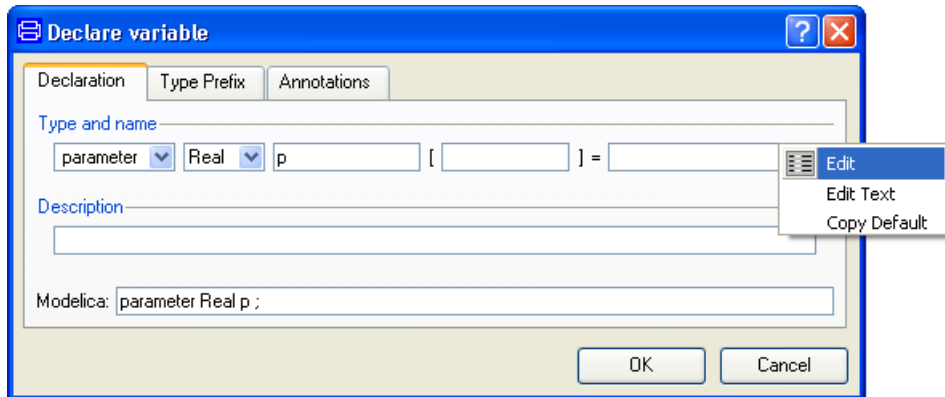 Declare variable
Declaration Type Prefix Annotations
Type and name
parameter Real p [ ] =
Edit
Edit Text
Copy Default
Description
Modelica: parameter Real p ;
OK Cancel